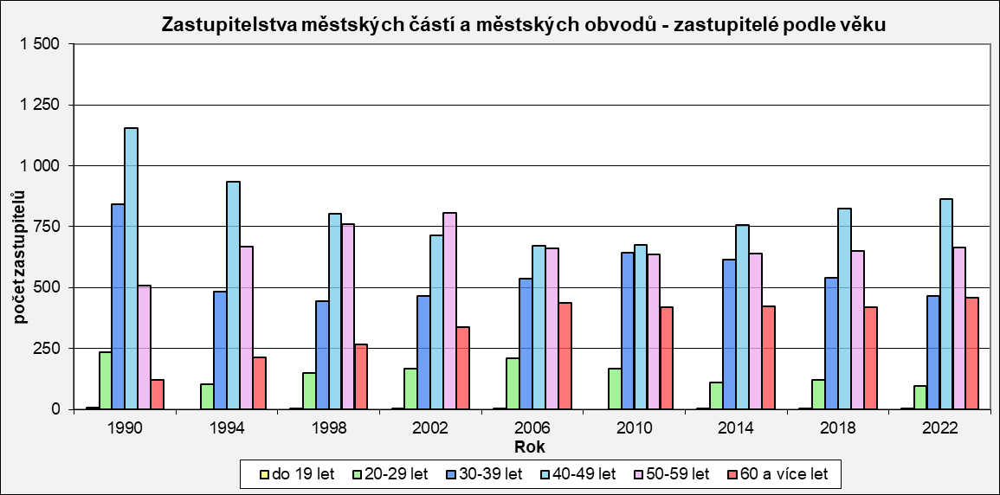 Zastupitelstva městských částí a městských obvodů - zastupitelé podle věku
počet zastupitelů
1 500
1 250
1 000
750
500
250
0
1990 1994 1998 2002 2006 2010 2014 2018 2022
Rok
do 19 let 20-29 let 30-39 let 40-49 let 50-59 let 60 a více let